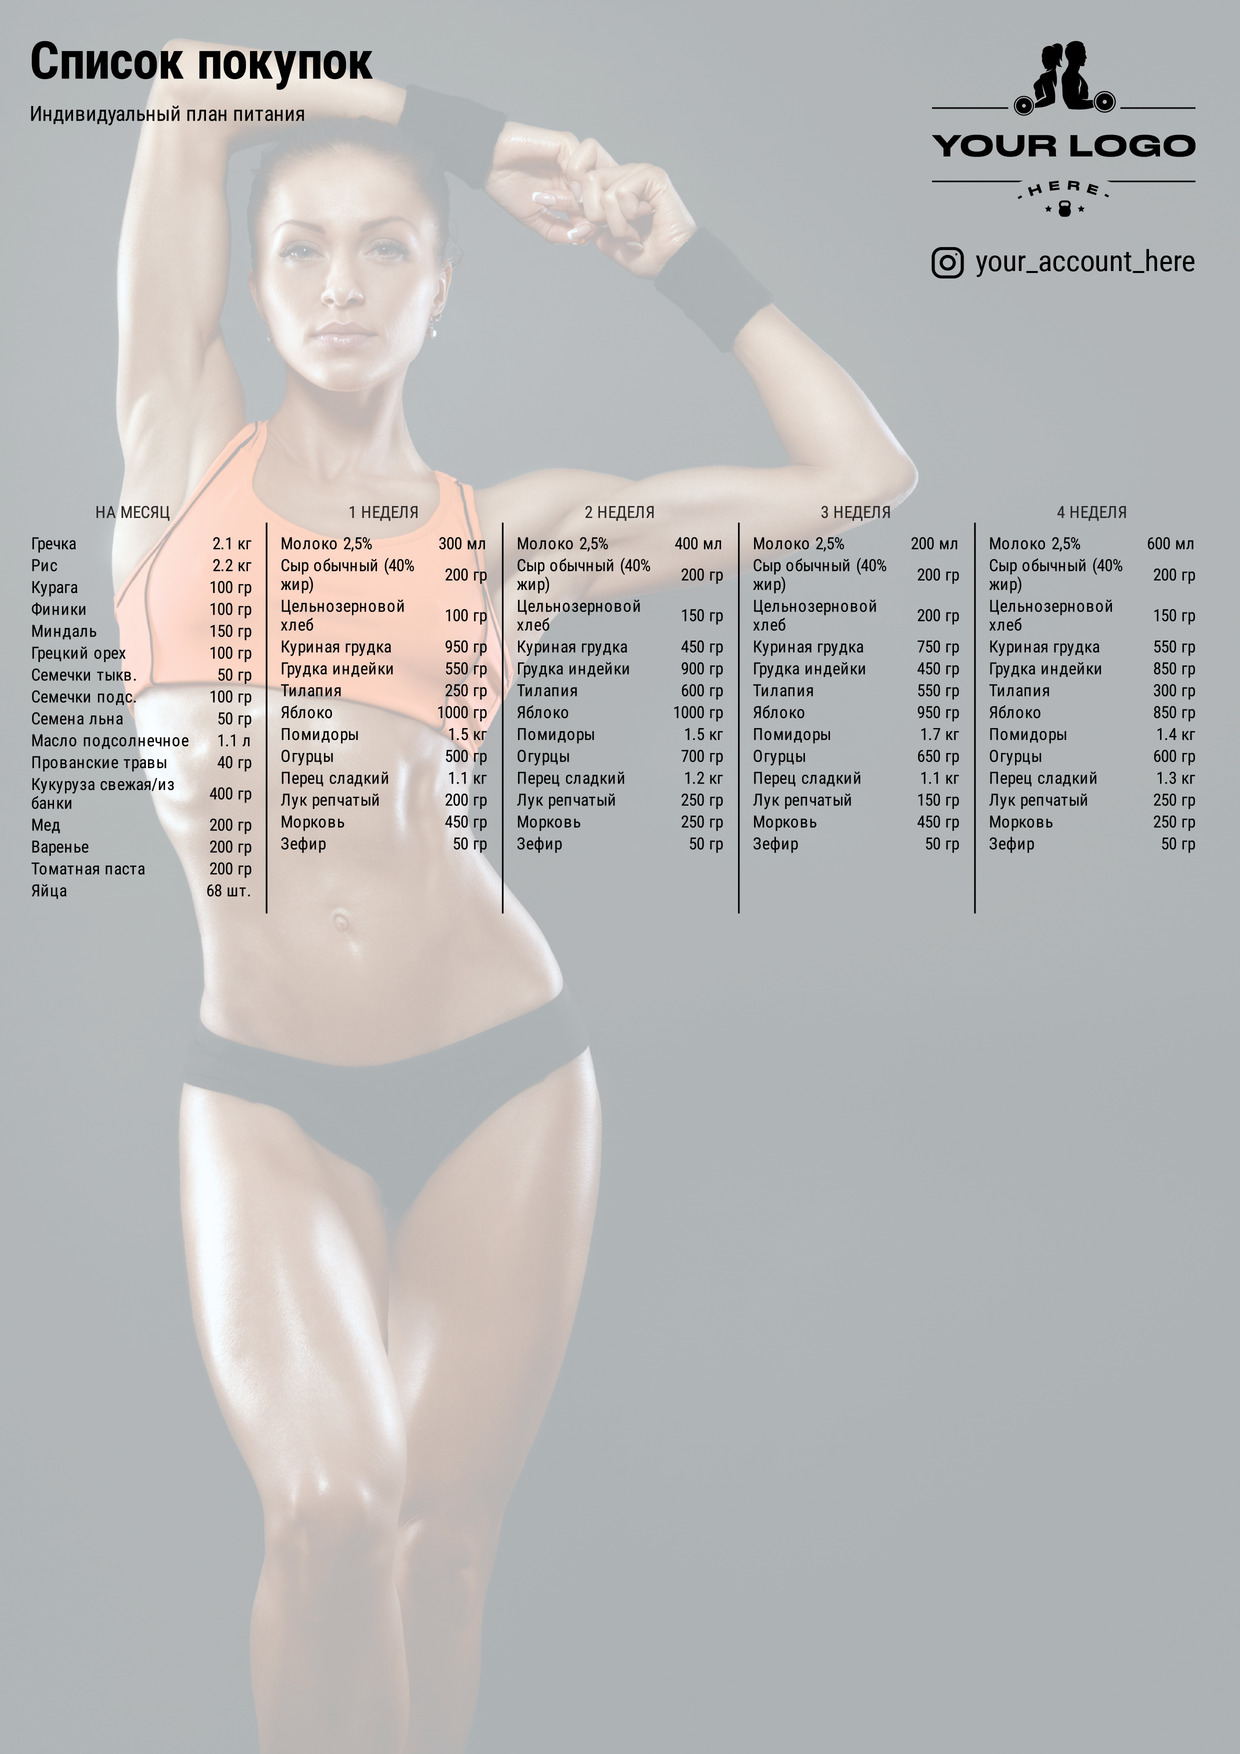 Список покупок
Индивидуальный план питания
YOUR LOGO
- HERE -
your_account_here
НА МЕСЯЦ
Гречка 2.1 кг
Рис 2.2 кг
Курага 100 гр
Финики 100 гр
Миндаль 150 гр
Грецкий орех 100 гр
Семечки тыкв. 50 гр
Семечки подс. 100 гр
Семена льна 50 гр
Масло подсолнечное 1.1 л
Прованские травы 40 гр
Кукуруза свежая/из
банки 400 гр
Мед 200 гр
Варенье 200 гр
Томатная паста 200 гр
Яйца 68 шт.
1 НЕДЕЛЯ
Молоко 2,5% 300 мл
Сыр обычный (40%
жир) 200 гр
Цельнозерновой
хлеб 100 гр
Куриная грудка 950 гр
Грудка индейки 550 гр
Тилапия 250 гр
Яблоко 1000 гр
Помидоры 1.5 кг
Огурцы 500 гр
Перец сладкий 1.1 кг
Лук репчатый 200 гр
Морковь 450 гр
Зефир 50 гр
2 НЕДЕЛЯ
Молоко 2,5% 400 мл
Сыр обычный (40%
жир) 200 гр
Цельнозерновой
хлеб 150 гр
Куриная грудка 450 гр
Грудка индейки 900 гр
Тилапия 600 гр
Яблоко 1000 гр
Помидоры 1.5 кг
Огурцы 700 гр
Перец сладкий 1.2 кг
Лук репчатый 250 гр
Морковь 250 гр
Зефир 50 гр
3 НЕДЕЛЯ
Молоко 2,5% 200 мл
Сыр обычный (40%
жир) 200 гр
Цельнозерновой
хлеб 200 гр
Куриная грудка 750 гр
Грудка индейки 450 гр
Тилапия 550 гр
Яблоко 950 гр
Помидоры 1.7 кг
Огурцы 650 гр
Перец сладкий 1.1 кг
Лук репчатый 150 гр
Морковь 450 гр
Зефир 50 гр
4 НЕДЕЛЯ
Молоко 2,5% 600 мл
Сыр обычный (40%
жир) 200 гр
Цельнозерновой
хлеб 150 гр
Куриная грудка 550 гр
Грудка индейки 850 гр
Тилапия 300 гр
Яблоко 850 гр
Помидоры 1.4 кг
Огурцы 600 гр
Перец сладкий 1.3 кг
Лук репчатый 250 гр
Морковь 250 гр
Зефир 50 гр